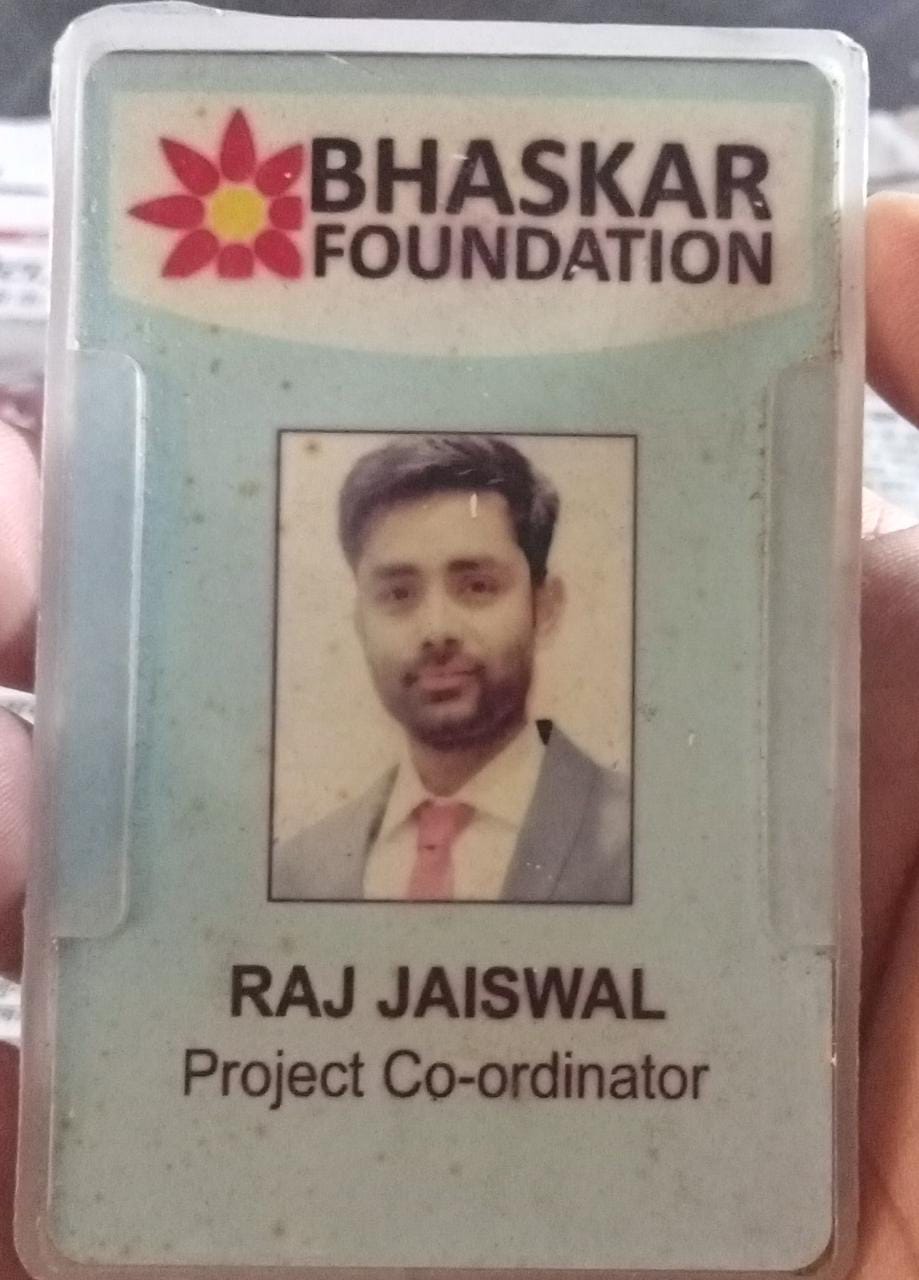 BHASKAR
FOUNDATION
RAJ JAISWAL
Project Co-ordinator